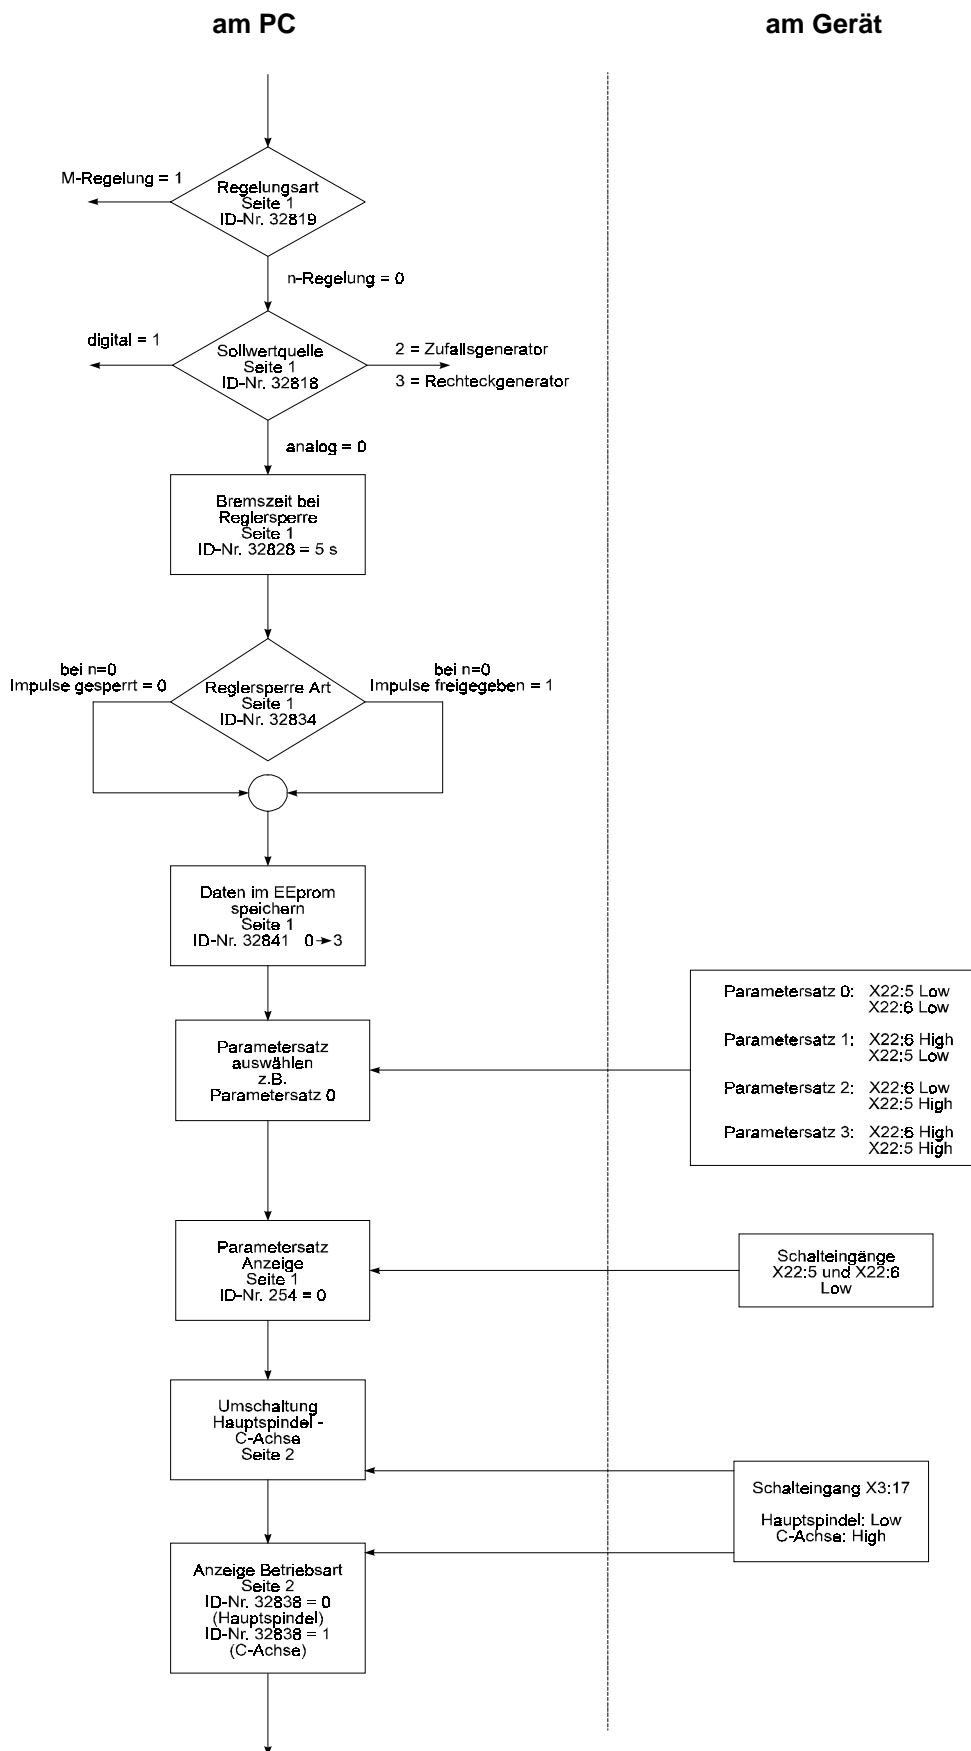 am PC
am Gerät
M-Regelung = 1
Regelungsart
Seite 1
ID-Nr. 32819
n-Regelung = 0
digital = 1
Sollwertquelle
Seite 1
ID-Nr. 32818
2 = Zufallsgenerator
3 = Rechteckgenerator
analog = 0
Bremszeit bei
Reglersperre
Seite 1
ID-Nr. 32828 = 5 s
bei n=0
Impulse gesperrt = 0
Reglersperre Art
Seite 1
ID-Nr. 32834
bei n=0
Impulse freigegeben = 1
Daten im EEprom
speichern
Seite 1
ID-Nr. 32841 0→3
Parametersatz
auswählen
z.B.
Parametersatz 0
Parametersatz 0: X22:5 Low
X22:6 Low
Parametersatz 1: X22:6 High
X22:5 Low
Parametersatz 2: X22:6 Low
X22:5 High
Parametersatz 3: X22:6 High
X22:5 High
Parametersatz
Anzeige
Seite 1
ID-Nr. 254 = 0
Schalteingänge
X22:5 und X22:6
Low
Umschaltung
Hauptspindel -
C-Achse
Seite 2
Schalteingang X3:17
Hauptspindel: Low
C-Achse: High
Anzeige Betriebsart
Seite 2
ID-Nr. 32838 = 0
(Hauptspindel)
ID-Nr. 32838 = 1
(C-Achse)